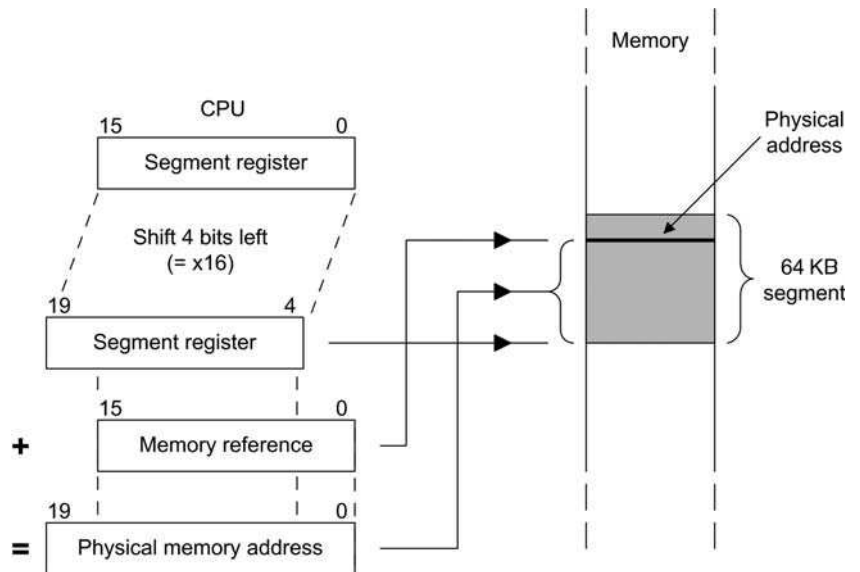 Memory
CPU
15 0
Segment register
Physical
address
Shift 4 bits left
(= x16)
64 KB
segment
19 4
Segment register
15 0
+ Memory reference
19 0
= Physical memory address